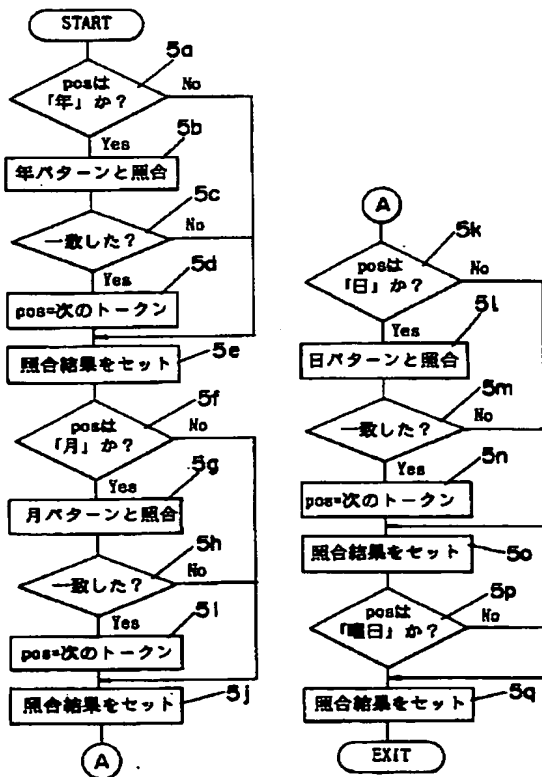 START
5a
posは
「年」か?
No
Yes
5b
年パターンと照合
5c
一致した?
No
Yes
5d
pos=次のトークン
5e
照合結果をセット
5f
posは
「月」か?
No
Yes
5g
月パターンと照合
5h
一致した?
No
Yes
5i
pos=次のトークン
5j
照合結果をセット
A
A
5k
posは
「日」か?
No
Yes
5l
日パターンと照合
5m
一致した?
No
Yes
5n
pos=次のトークン
5o
照合結果をセット
5p
posは
「曜日」か?
No
Yes
5q
照合結果をセット
EXIT